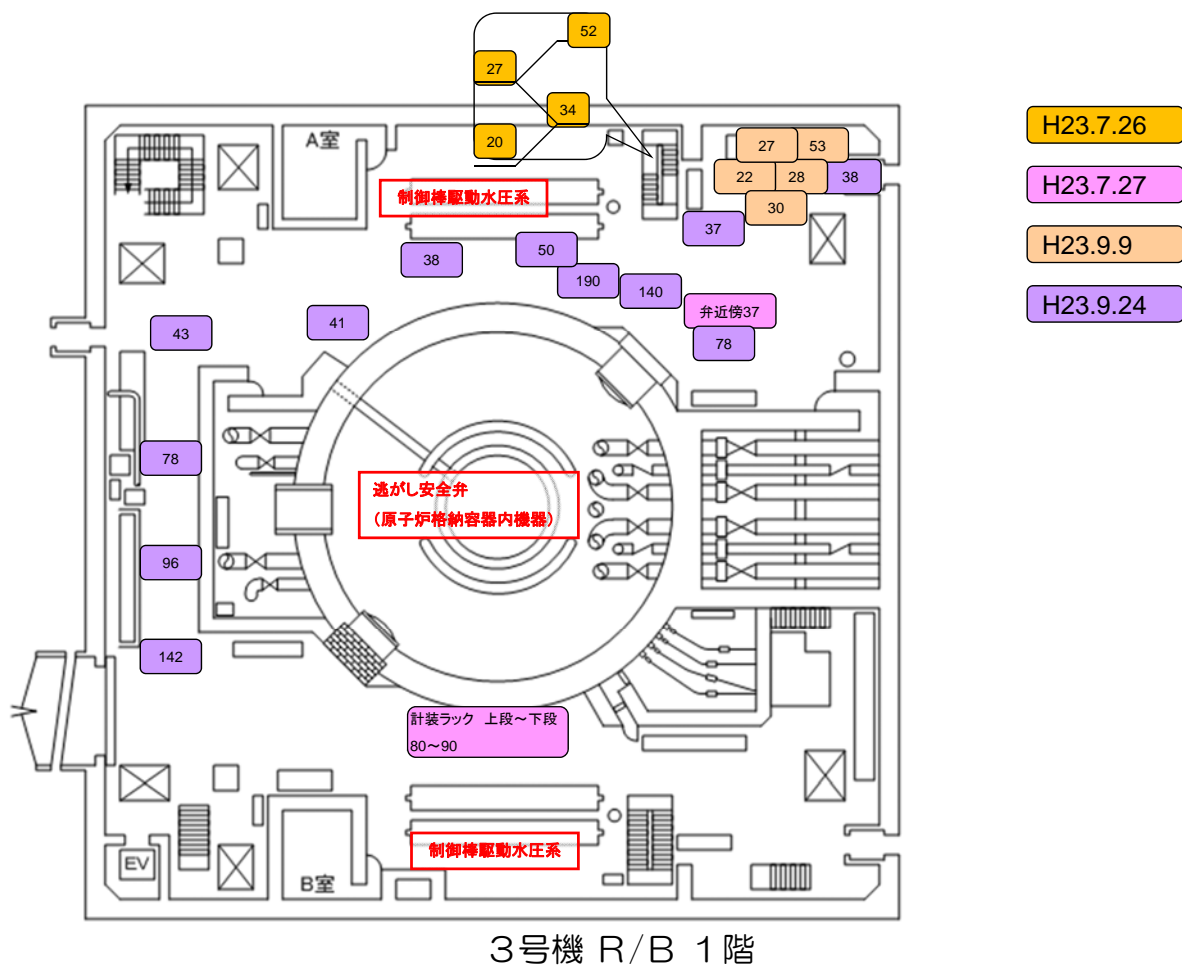 52
27
34
20
H23.7.26
H23.7.27
H23.9.9
H23.9.24
A室
27
53
22
28
38
30
37
制御棒駆動水圧系
38
50
190
140
弁近傍37
78
43
41
78
96
142
逃がし安全弁
(原子炉格納容器内機器)
計装ラック 上段～下段
80～90
制御棒駆動水圧系
EV
B室
3号機 R/B 1階